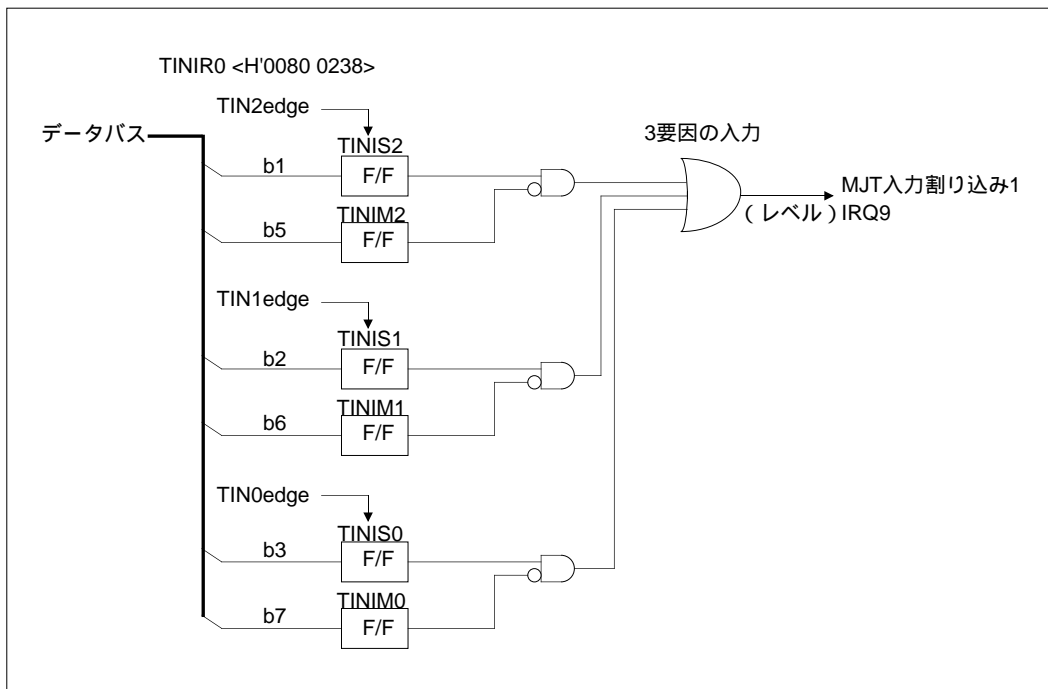 TINIR0 <H'0080 0238>
TIN2edge
データバス
b1
TINIS2
F/F
b5
TINIM2
F/F
3要因の入力
MJT入力割り込み1
(レベル)IRQ9
TIN1edge
b2
TINIS1
F/F
b6
TINIM1
F/F
TIN0edge
b3
TINIS0
F/F
b7
TINIM0
F/F